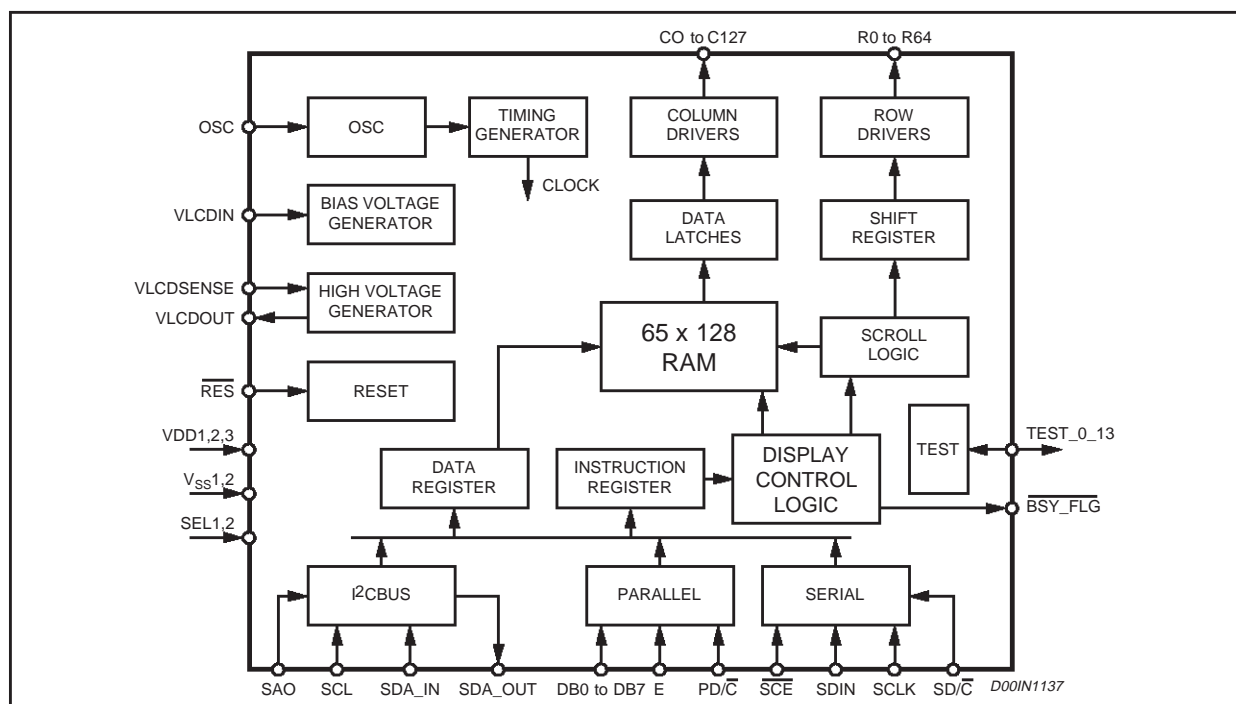 CO to C127
R0 to R64
OSC
OSC
TIMING
GENERATOR
COLUMN
DRIVERS
ROW
DRIVERS
CLOCK
VLCDIN
BIAS VOLTAGE
GENERATOR
DATA
LATCHES
SHIFT
REGISTER
VLCDSENSE
VLCDOUT
HIGH VOLTAGE
GENERATOR
65 x 128
RAM
SCROLL
LOGIC
R̅E̅S̅
RESET
VDD1,2,3
VSS1,2
SEL1,2
DATA
REGISTER
INSTRUCTION
REGISTER
DISPLAY
CONTROL
LOGIC
TEST
TEST_0_13
B̅S̅Y̅_̅F̅L̅G̅
I²CBUS
PARALLEL
SERIAL
SAO
SCL
SDA_IN
SDA_OUT
DB0 to DB7
E
PD/C̅
S̅C̅E̅
SDIN
SCLK
SD/C̅
D00IN1137